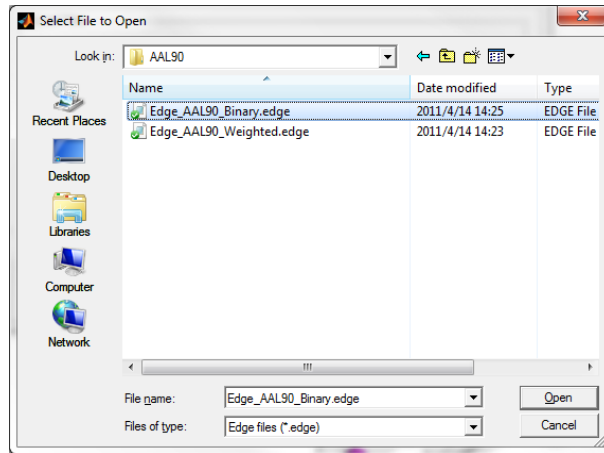 Select File to Open
Look in: AAL90
Name Date modified Type
Edge_AAL90_Binary.edge 2011/4/14 14:25 EDGE File
Edge_AAL90_Weighted.edge 2011/4/14 14:23 EDGE File
Recent Places
Desktop
Libraries
Computer
Network
File name: Edge_AAL90_Binary.edge Open
Files of type: Edge files (*.edge) Cancel